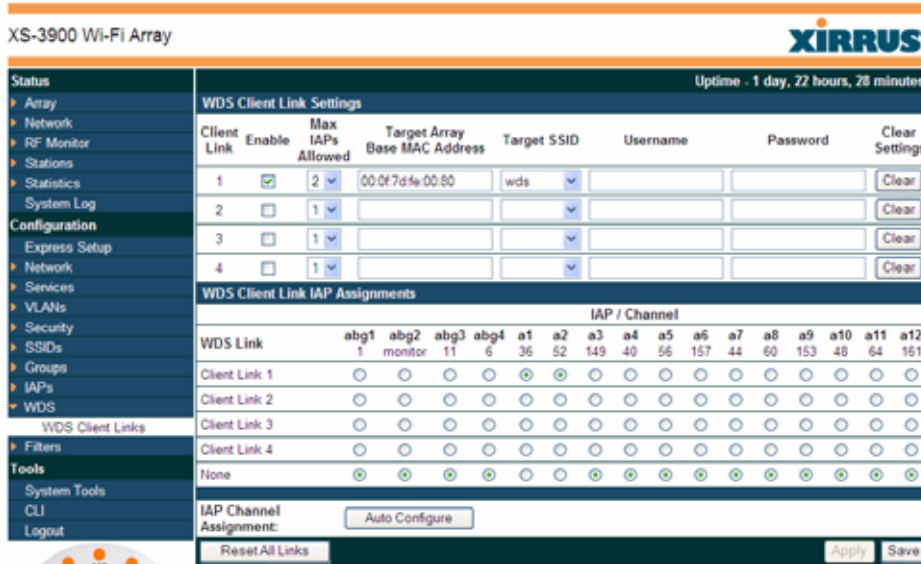 XS-3900 Wi-Fi Array
XIRRUS
Status
Uptime - 1 day, 22 hours, 28 minutes
Array
Network
RF Monitor
Stations
Statistics
System Log
Configuration
Express Setup
Network
Services
VLANs
Security
SSIDs
Groups
IAPs
WDS
WDS Client Links
Filters
Tools
System Tools
CLI
Logout
WDS Client Link Settings
Client Link Enable Max IAPs Allowed Target Array Base MAC Address Target SSID Username Password Clear Settings
1 2 00:0f:7d:fe:00:80 wds Clear
2 1 Clear
3 1 Clear
4 1 Clear
WDS Client Link IAP Assignments
IAP / Channel
WDS Link abg1 abg2 abg3 abg4 a1 a2 a3 a4 a5 a6 a7 a8 a9 a10 a11 a12
1 monitor 11 6 36 52 149 40 56 157 44 60 153 48 64 161
Client Link 1
Client Link 2
Client Link 3
Client Link 4
None
IAP Channel Assignment: Auto Configure
Reset All Links Apply Save